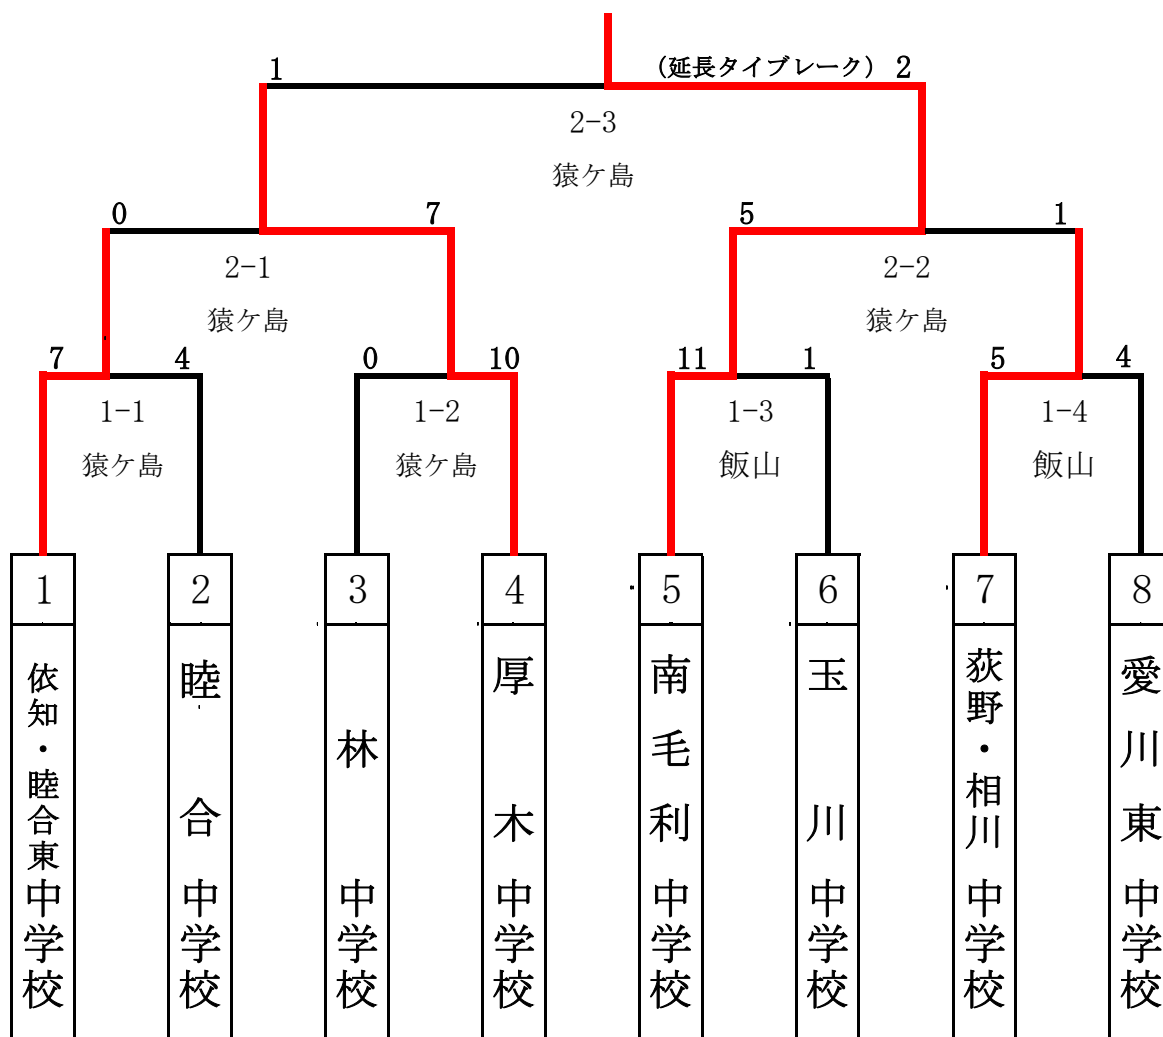 1 (延長タイブレーク) 2
2-3
猿ケ島
0 7 5 1
2-1 2-2
猿ケ島 猿ケ島
7 4 0 10 11 1 5 4
1-1 1-2 1-3 1-4
猿ケ島 猿ケ島 飯山 飯山
1 2 3 4 5 6 7 8
依知・睦合東中学校
睦合中学校
林中学校
厚木中学校
南毛利中学校
玉川中学校
荻野・相川中学校
愛川東中学校